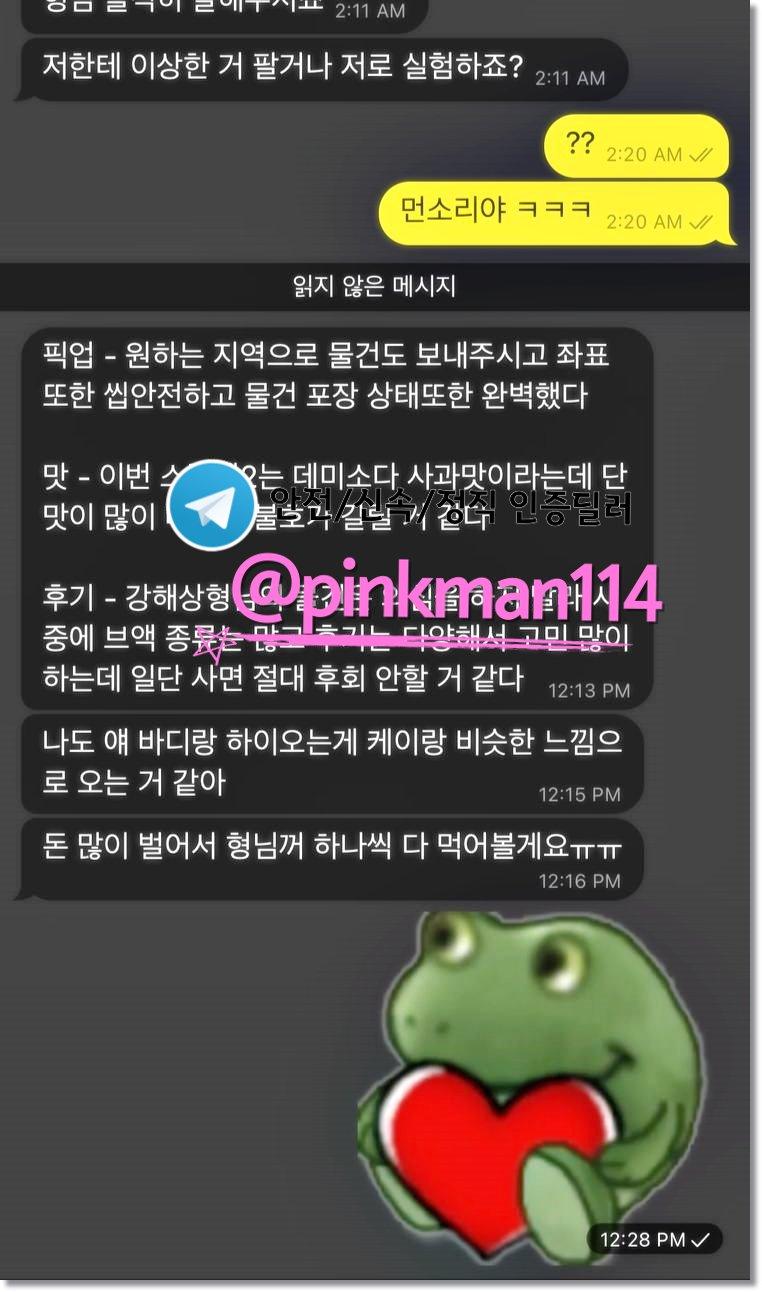 저한테 이상한 거 팔거나 저로 실험하죠? 2:11 AM
2:11 AM
?? 2:20 AM
먼소리야 ㅋㅋㅋ 2:20 AM
읽지 않은 메시지
픽업 - 원하는 지역으로 물건도 보내주시고 좌표
또한 씹안전하고 물건 포장 상태또한 완벽했다
맛 - 이번 데미소다 사과맛이라는데 단
맛이 많이
안전/신속/정직 인증딜러
@pinkman114
후기 - 강해상형님의
중에 브액 종류는 많고 후기는 다양해서 고민 많이
하는데 일단 사면 절대 후회 안할 거 같다 12:13 PM
나도 얘 바디랑 하이오는게 케이랑 비슷한 느낌으
로 오는 거 같아 12:15 PM
돈 많이 벌어서 형님꺼 하나씩 다 먹어볼게요ㅠㅠ
12:16 PM
12:28 PM